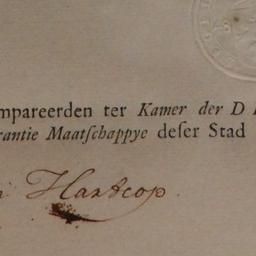 mpareerden ter Kamer der D
rantie Maatſchappye deſer Stad
Hartcop